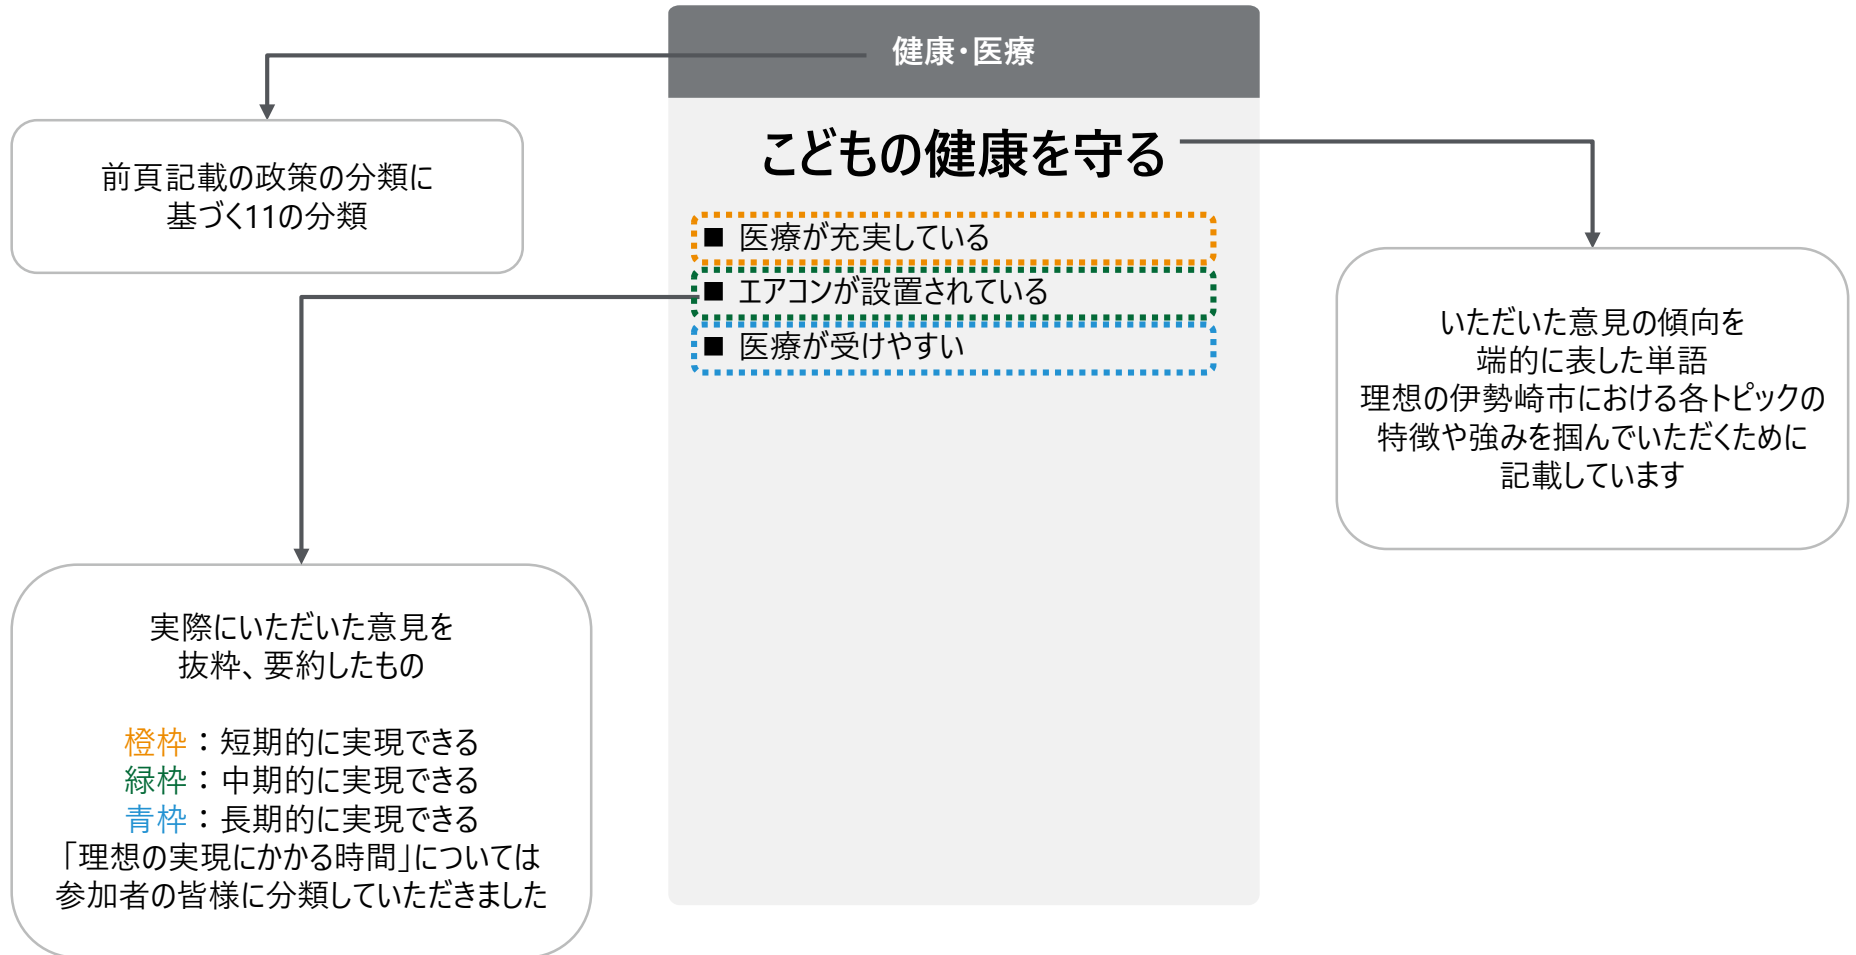 健康・医療
こどもの健康を守る
■ 医療が充実している
■ エアコンが設置されている
■ 医療が受けやすい
前頁記載の政策の分類に
基づく11の分類
いただいた意見の傾向を
端的に表した単語
理想の伊勢崎市における各トピックの
特徴や強みを掴んでいただくために
記載しています
実際にいただいた意見を
抜粋、要約したもの
橙枠：短期的に実現できる
緑枠：中期的に実現できる
青枠：長期的に実現できる
「理想の実現にかかる時間」については
参加者の皆様に分類していただきました